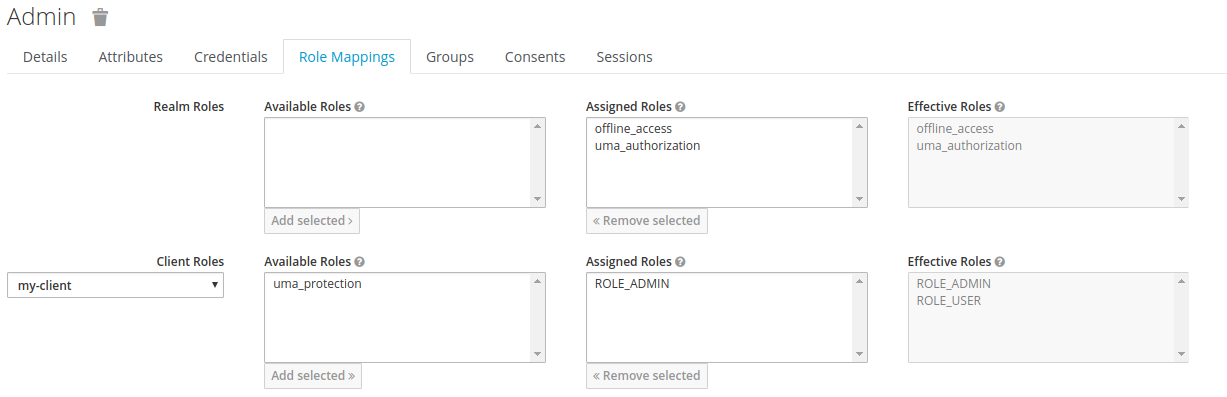 Admin
Details Attributes Credentials Role Mappings Groups Consents Sessions
Realm Roles Available Roles Assigned Roles Effective Roles
offline_access offline_access
uma_authorization uma_authorization
Add selected › « Remove selected
Client Roles Available Roles Assigned Roles Effective Roles
my-client uma_protection ROLE_ADMIN ROLE_ADMIN
ROLE_USER
Add selected » « Remove selected